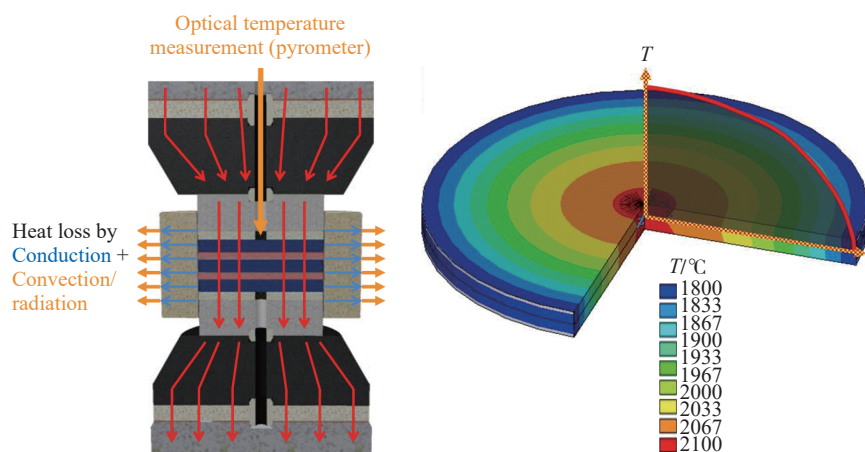 Optical temperature
measurement (pyrometer)
Heat loss by
Conduction +
Convection/
radiation
T
T/°C
1800
1833
1867
1900
1933
1967
2000
2033
2067
2100